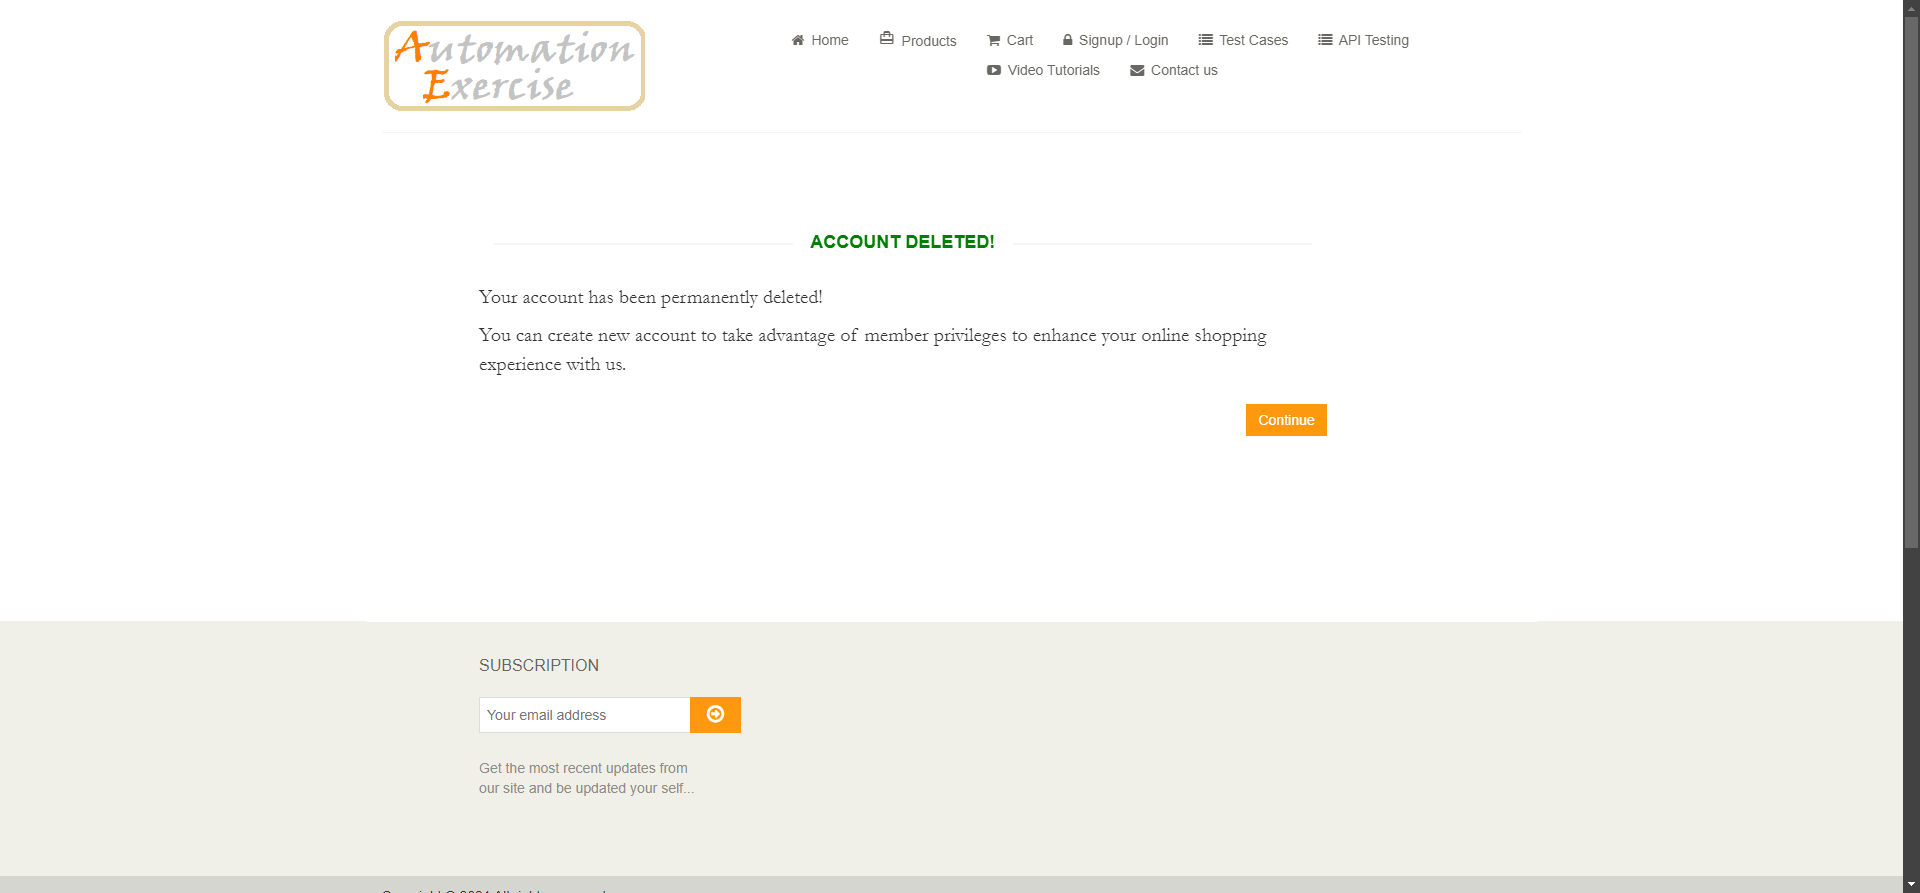 Automation
Exercise
Home
Products
Cart
Signup / Login
Test Cases
API Testing
Video Tutorials
Contact us
ACCOUNT DELETED!
Your account has been permanently deleted!
You can create new account to take advantage of member privileges to enhance your online shopping
experience with us.
Continue
SUBSCRIPTION
Your email address
Get the most recent updates from
our site and be updated your self...